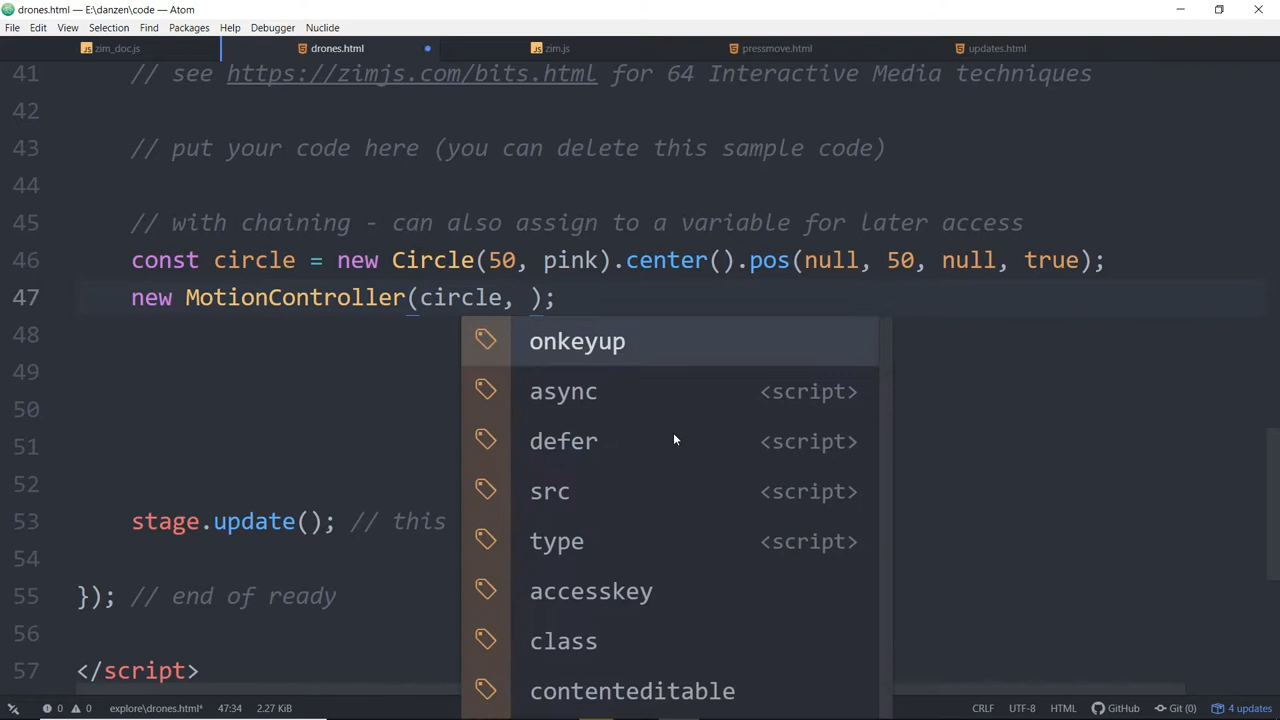 drones.html — E:\danzen\code — Atom
File Edit View Selection Find Packages Help Debugger Nuclide
zim_doc.js drones.html zim.js pressmove.html updates.html
41 // see https://zimjs.com/bits.html for 64 Interactive Media techniques
42
43 // put your code here (you can delete this sample code)
44
45 // with chaining - can also assign to a variable for later access
46 const circle = new Circle(50, pink).center().pos(null, 50, null, true);
47 new MotionController(circle, );
48 onkeyup
49 async <script>
50 defer <script>
51
52 src <script>
53 stage.update(); // this
54 type <script>
55 }); // end of ready accesskey
56 class
57 </script>
contenteditable
0 0 explore\drones.html* 47:34 2.27 KiB CRLF UTF-8 HTML GitHub Git (0) 4 updates